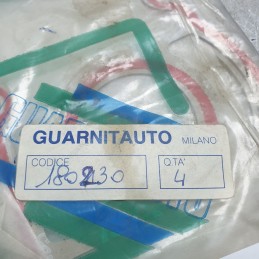 GUARNITAUTO MILANO
CODICE Q.TA'
180230 4